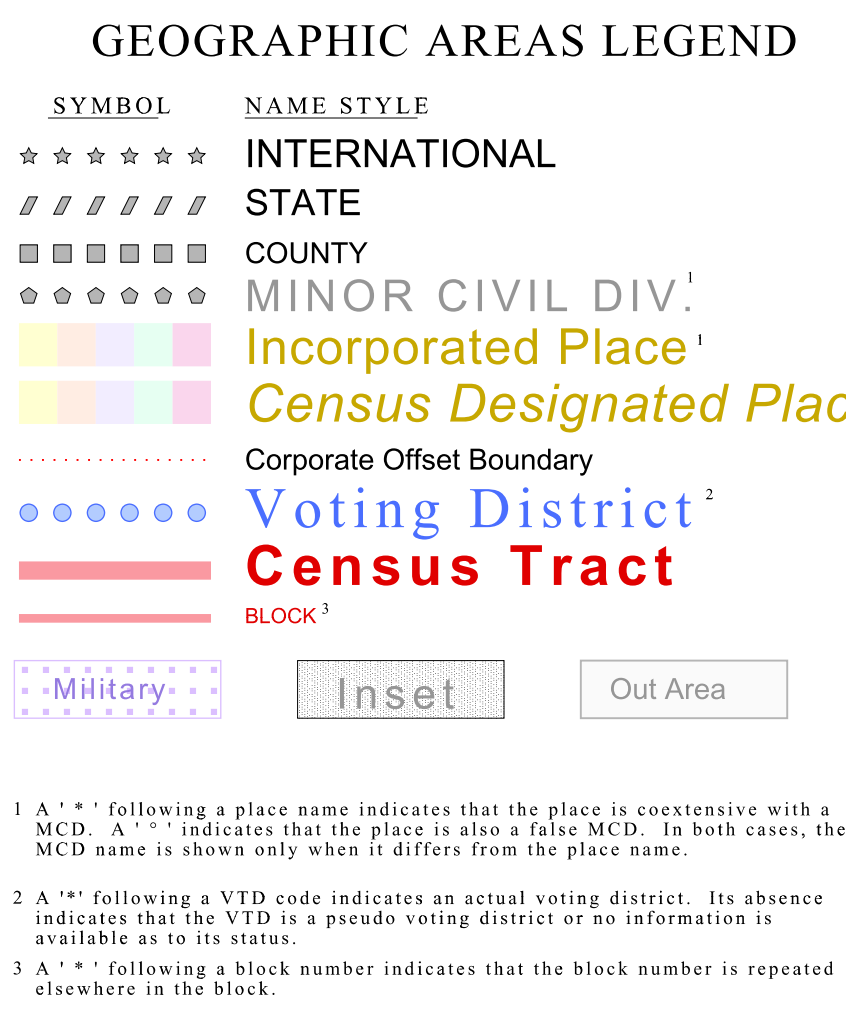 GEOGRAPHIC AREAS LEGEND
SYMBOL NAME STYLE
INTERNATIONAL
STATE
COUNTY
MINOR CIVIL DIV. 1
Incorporated Place 1
Census Designated Plac
Corporate Offset Boundary
Voting District 2
Census Tract
BLOCK 3
Military Inset Out Area
1 A ' * ' following a place name indicates that the place is coextensive with a
MCD. A ' ° ' indicates that the place is also a false MCD. In both cases, the
MCD name is shown only when it differs from the place name.
2 A '*' following a VTD code indicates an actual voting district. Its absence
indicates that the VTD is a pseudo voting district or no information is
available as to its status.
3 A ' * ' following a block number indicates that the block number is repeated
elsewhere in the block.